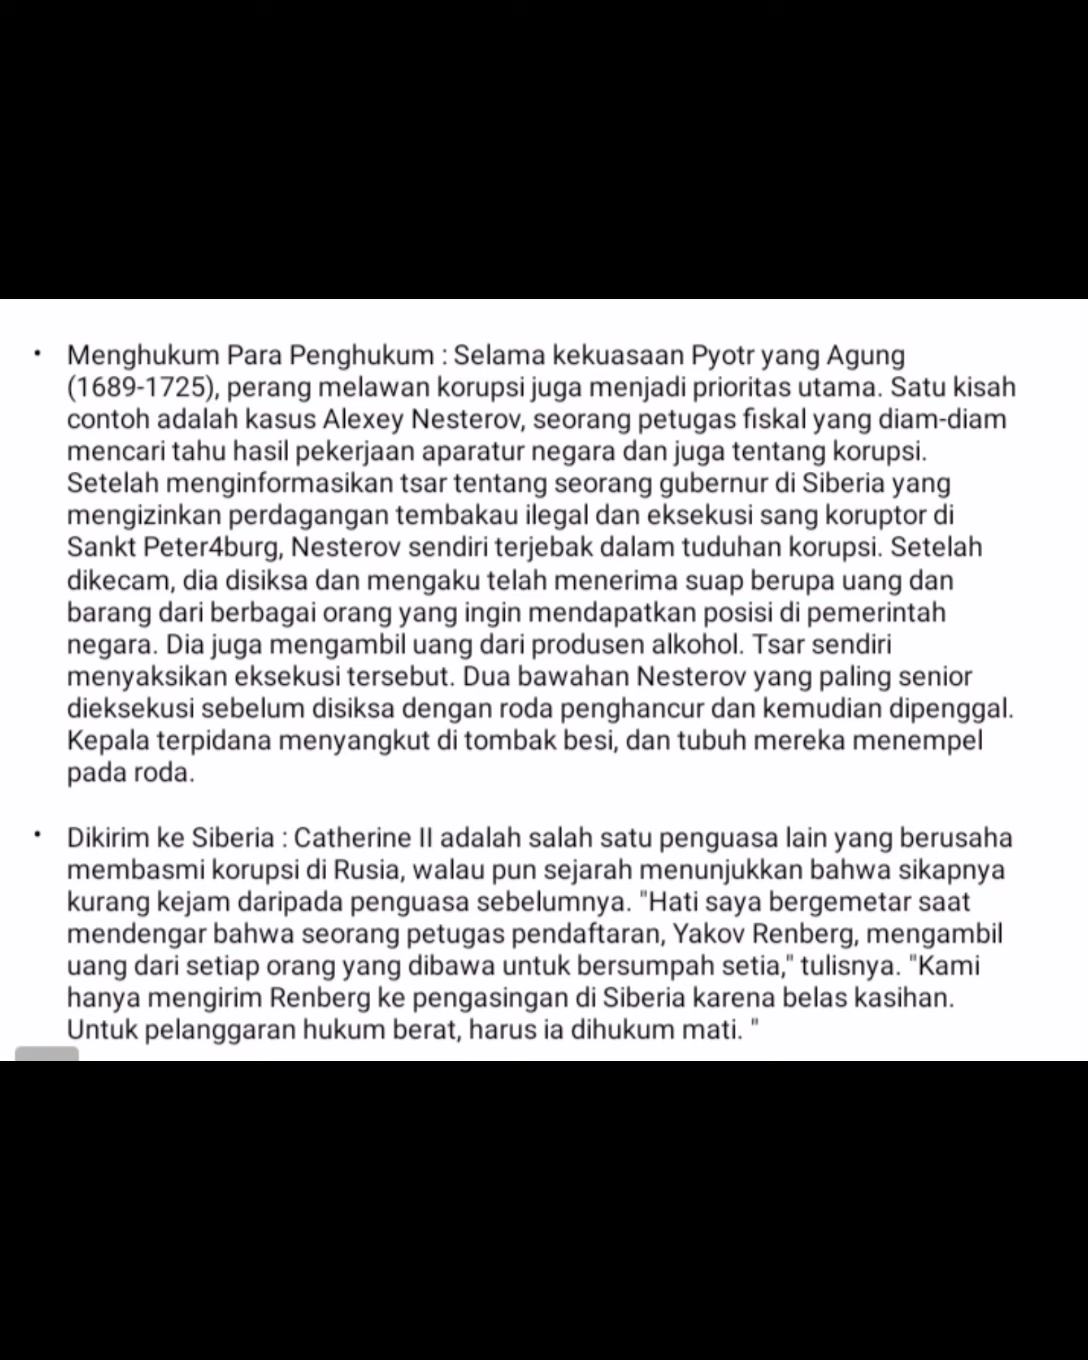 • Menghukum Para Penghukum : Selama kekuasaan Pyotr yang Agung
(1689-1725), perang melawan korupsi juga menjadi prioritas utama. Satu kisah
contoh adalah kasus Alexey Nesterov, seorang petugas fiskal yang diam-diam
mencari tahu hasil pekerjaan aparatur negara dan juga tentang korupsi.
Setelah menginformasikan tsar tentang seorang gubernur di Siberia yang
mengizinkan perdagangan tembakau ilegal dan eksekusi sang koruptor di
Sankt Peter4burg, Nesterov sendiri terjebak dalam tuduhan korupsi. Setelah
dikecam, dia disiksa dan mengaku telah menerima suap berupa uang dan
barang dari berbagai orang yang ingin mendapatkan posisi di pemerintah
negara. Dia juga mengambil uang dari produsen alkohol. Tsar sendiri
menyaksikan eksekusi tersebut. Dua bawahan Nesterov yang paling senior
dieksekusi sebelum disiksa dengan roda penghancur dan kemudian dipenggal.
Kepala terpidana menyangkut di tombak besi, dan tubuh mereka menempel
pada roda.
• Dikirim ke Siberia : Catherine II adalah salah satu penguasa lain yang berusaha
membasmi korupsi di Rusia, walau pun sejarah menunjukkan bahwa sikapnya
kurang kejam daripada penguasa sebelumnya. "Hati saya bergemetar saat
mendengar bahwa seorang petugas pendaftaran, Yakov Renberg, mengambil
uang dari setiap orang yang dibawa untuk bersumpah setia," tulisnya. "Kami
hanya mengirim Renberg ke pengasingan di Siberia karena belas kasihan.
Untuk pelanggaran hukum berat, harus ia dihukum mati. "